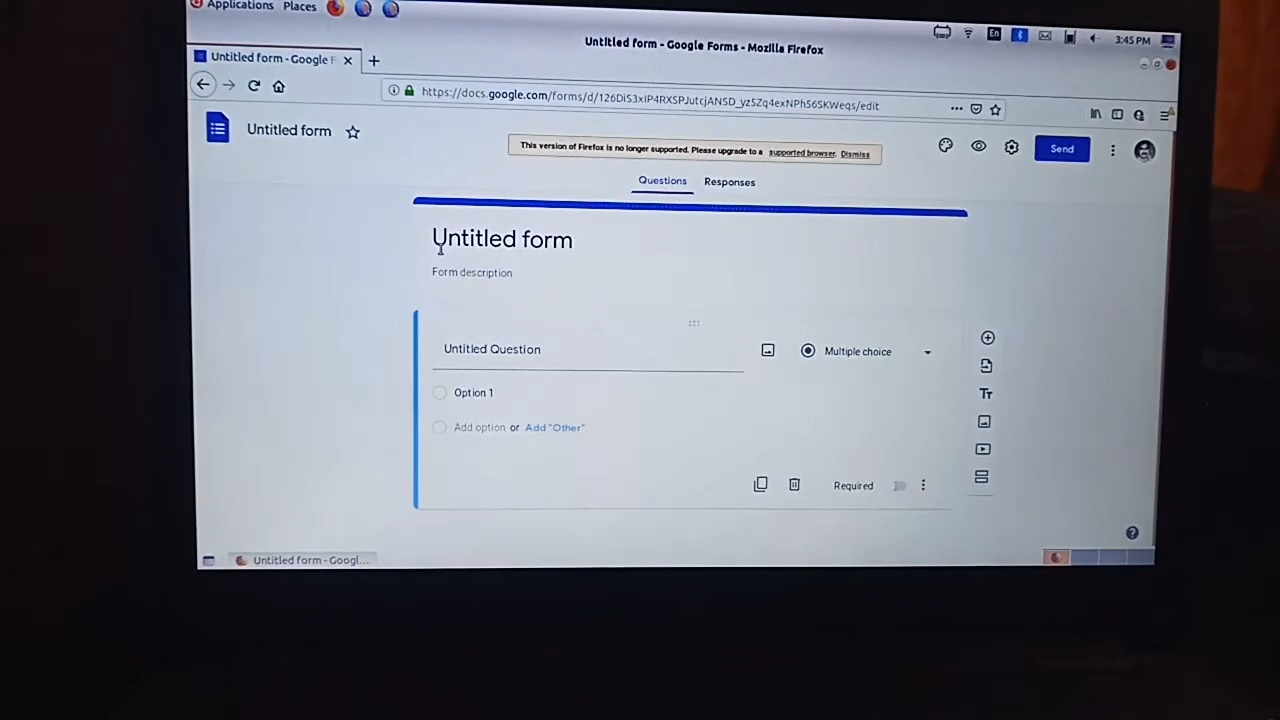 Applications Places
En 3:45 PM
Untitled form - Google Forms - Mozilla Firefox
Untitled form - Google F
https://docs.google.com/forms/d/126DiS3xIP4RXSPJutcjANSD_yz5Zq4exNPh56SKWeqs/edit
Untitled form
This version of Firefox is no longer supported. Please upgrade to a supported browser. Dismiss
Send
Questions Responses
Untitled form
Form description
Untitled Question
Multiple choice
Option 1
Tт
Add option or Add "Other"
Required
Untitled form - Googl...